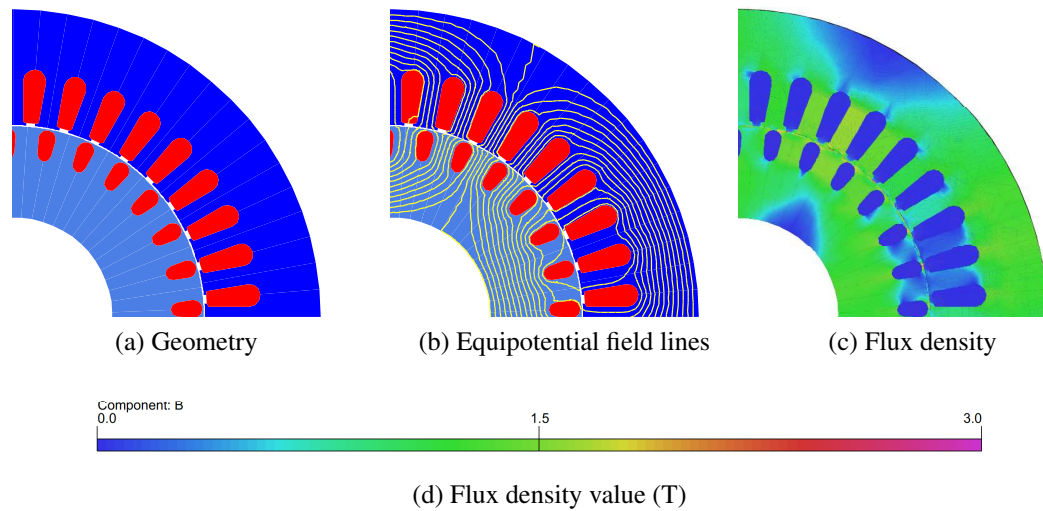 (a) Geometry
(b) Equipotential field lines
(c) Flux density
Component: B
0.0
1.5
3.0
(d) Flux density value (T)